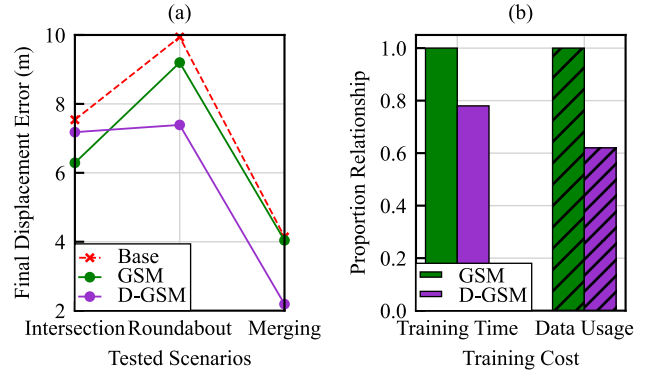 (a)
10
8
6
4
2
Final Displacement Error (m)
Base
GSM
D-GSM
Intersection Roundabout Merging
Tested Scenarios
(b)
1.0
0.8
0.6
0.4
0.2
0.0
Proportion Relationship
GSM
D-GSM
Training Time Data Usage
Training Cost